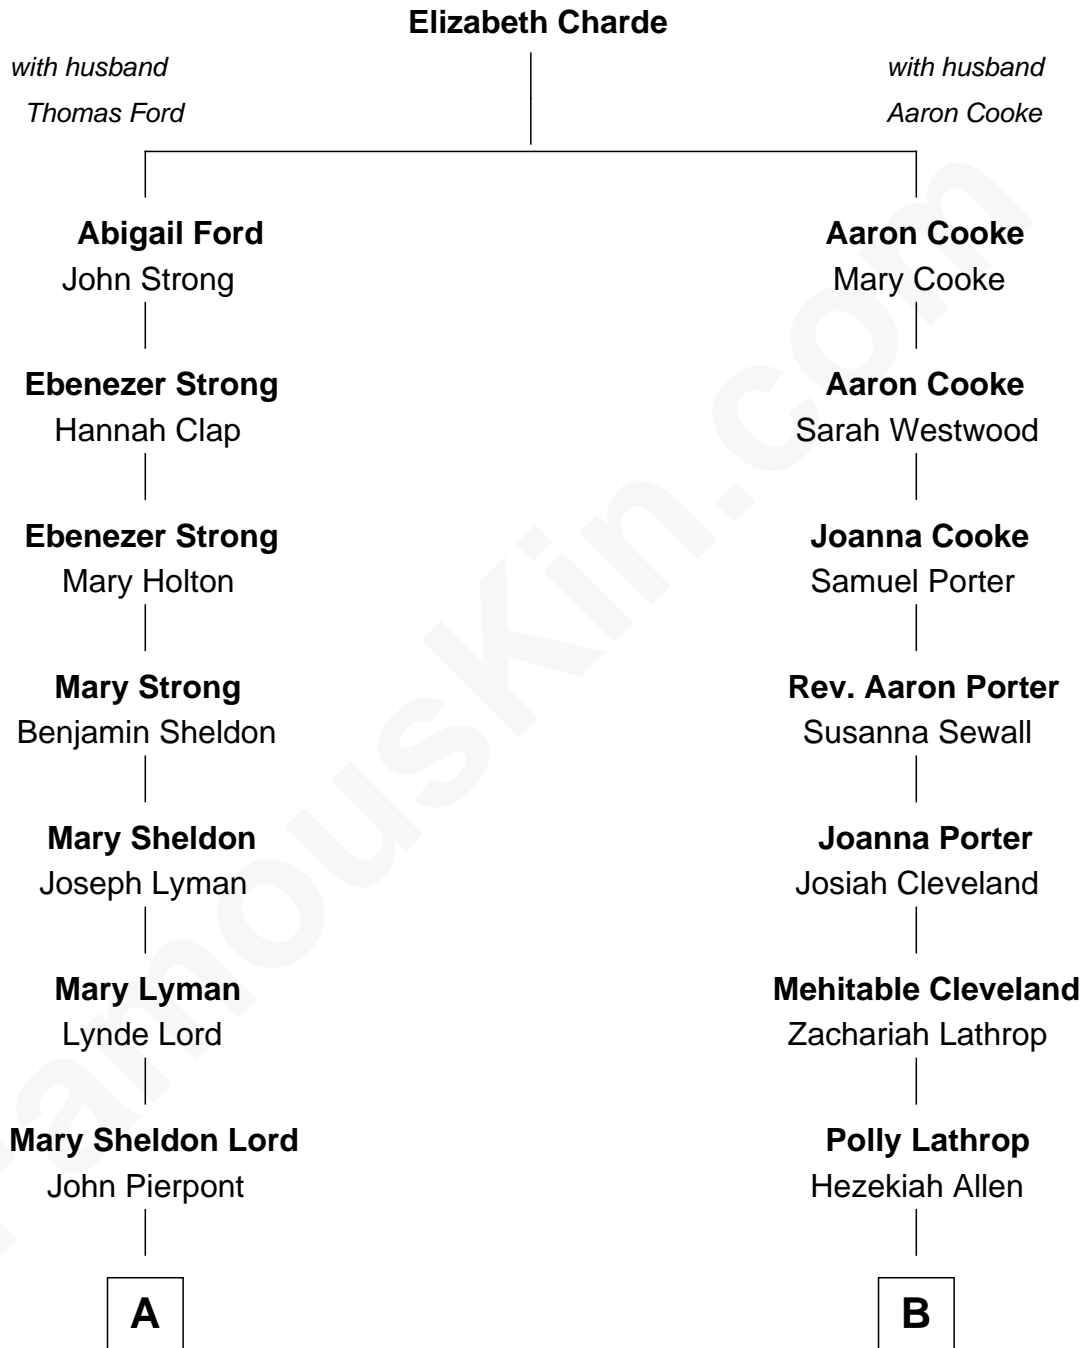 Elizabeth Charde
with husband
Thomas Ford
with husband
Aaron Cooke
Abigail Ford
John Strong
Aaron Cooke
Mary Cooke
Ebenezer Strong
Hannah Clap
Aaron Cooke
Sarah Westwood
Ebenezer Strong
Mary Holton
Joanna Cooke
Samuel Porter
Mary Strong
Benjamin Sheldon
Rev. Aaron Porter
Susanna Sewall
Mary Sheldon
Joseph Lyman
Joanna Porter
Josiah Cleveland
Mary Lyman
Lynde Lord
Mehitable Cleveland
Zachariah Lathrop
Mary Sheldon Lord
John Pierpont
Polly Lathrop
Hezekiah Allen
A
B
FamousKin.com